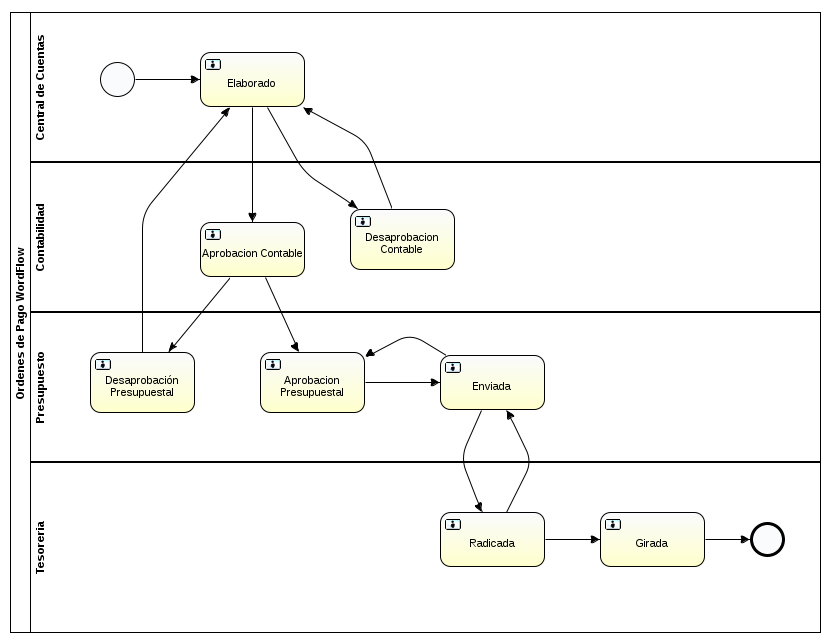 Ordenes de Pago WordFlow
Central de Cuentas
Elaborado
Contabilidad
Aprobacion Contable
Desaprobacion
Contable
Presupuesto
Desaprobación
Presupuestal
Aprobacion
Presupuestal
Enviada
Tesoreria
Radicada
Girada